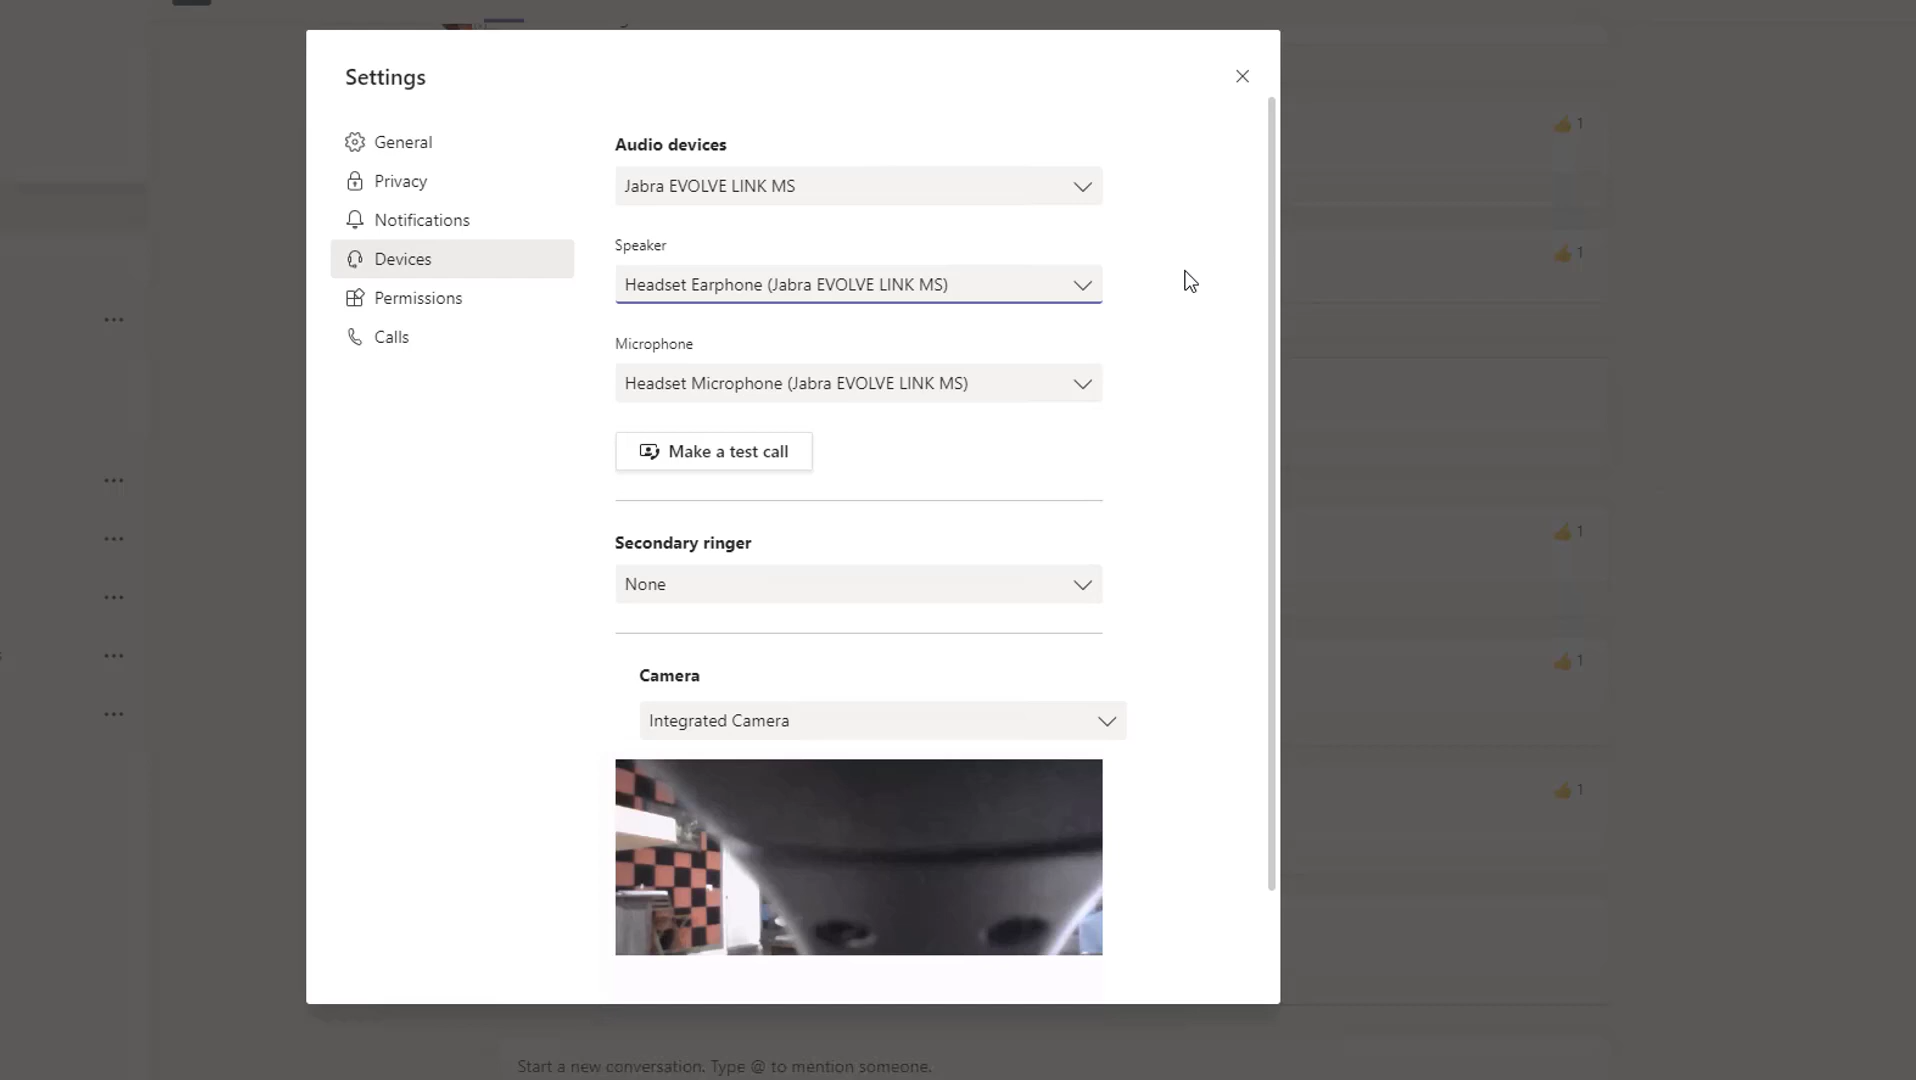 Settings
General
Privacy
Notifications
Devices
Permissions
Calls
Audio devices
Jabra EVOLVE LINK MS
Speaker
Headset Earphone (Jabra EVOLVE LINK MS)
Microphone
Headset Microphone (Jabra EVOLVE LINK MS)
Make a test call
Secondary ringer
None
Camera
Integrated Camera
1
1
1
1
1
Start a new conversation. Type @ to mention someone.